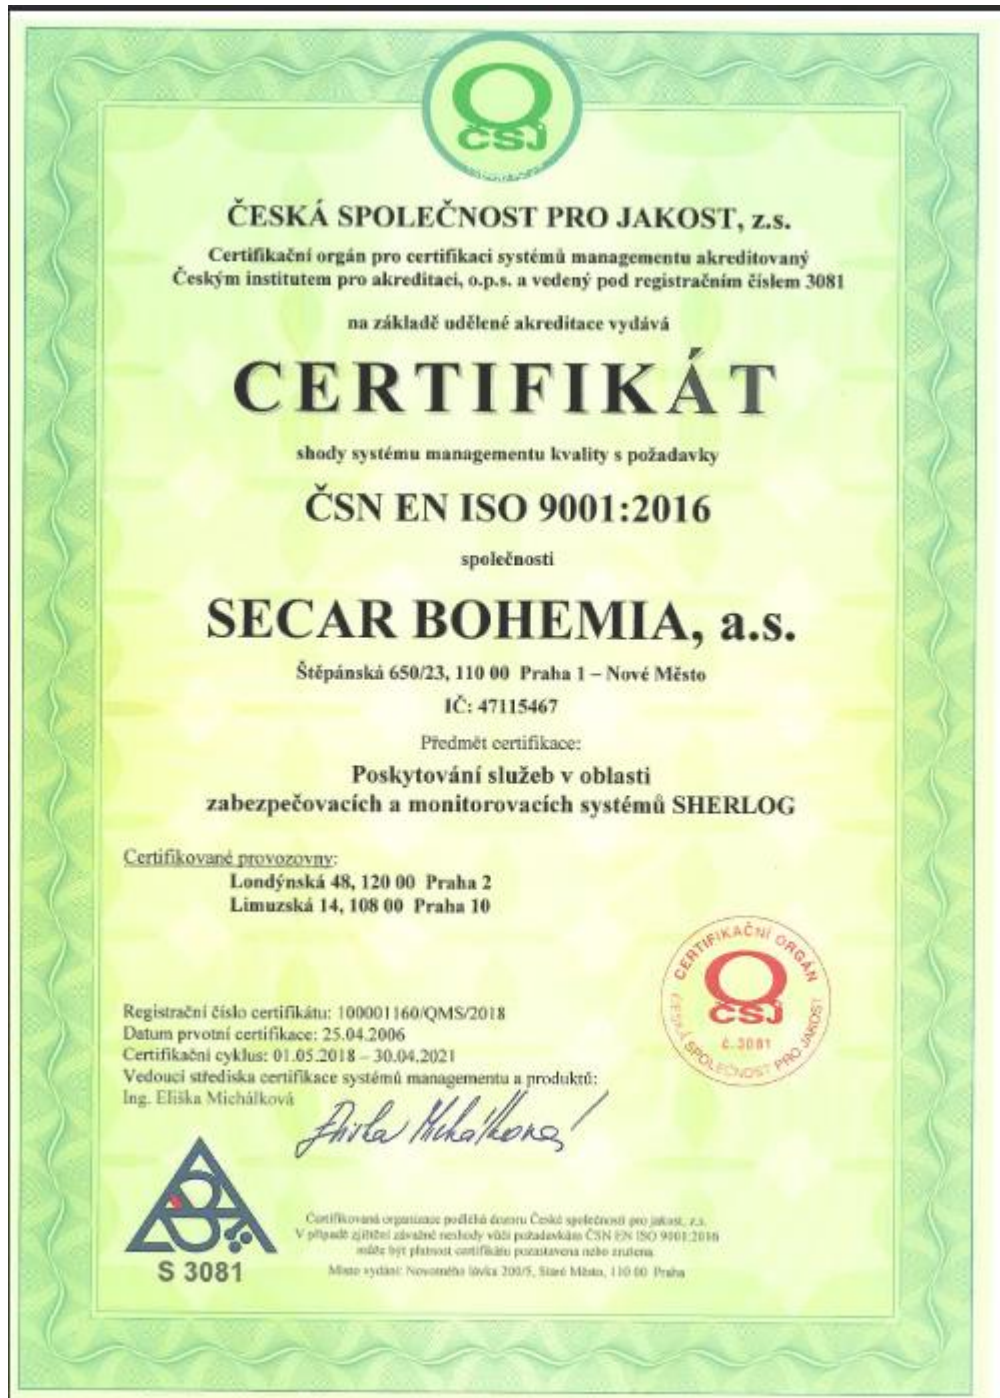 ČSJ
ČESKÁ SPOLEČNOST PRO JAKOST, z.s.
Certifikační orgán pro certifikaci systémů managementu akreditovaný
Českým institutem pro akreditaci, o.p.s. a vedený pod registračním číslem 3081
na základě udělené akreditace vydává
CERTIFIKÁT
shody systému managementu kvality s požadavky
ČSN EN ISO 9001:2016
společnosti
SECAR BOHEMIA, a.s.
Štěpánská 650/23, 110 00 Praha 1 – Nové Město
IČ: 47115467
Předmět certifikace:
Poskytování služeb v oblasti
zabezpečovacích a monitorovacích systémů SHERLOG
Certifikované provozovny:
Londýnská 48, 120 00 Praha 2
Limuzská 14, 108 00 Praha 10
CERTIFIKAČNÍ ORGÁN
ČSJ
č. 3081
ČESKÁ SPOLEČNOST PRO JAKOST
Registrační číslo certifikátu: 100001160/QMS/2018
Datum prvotní certifikace: 25.04.2006
Certifikační cyklus: 01.05.2018 – 30.04.2021
Vedoucí střediska certifikace systémů managementu a produktů:
Ing. Eliška Michálková
Eliška Michálková
S 3081
Certifikovaná organizace podléhá dozoru České společnosti pro jakost, z.s.
V případě zjištění závažné neshody vůči požadavkům ČSN EN ISO 9001:2016
může být platnost certifikátu pozastavena nebo zrušena.
Místo vydání: Novotného lávka 200/5, Staré Město, 110 00 Praha